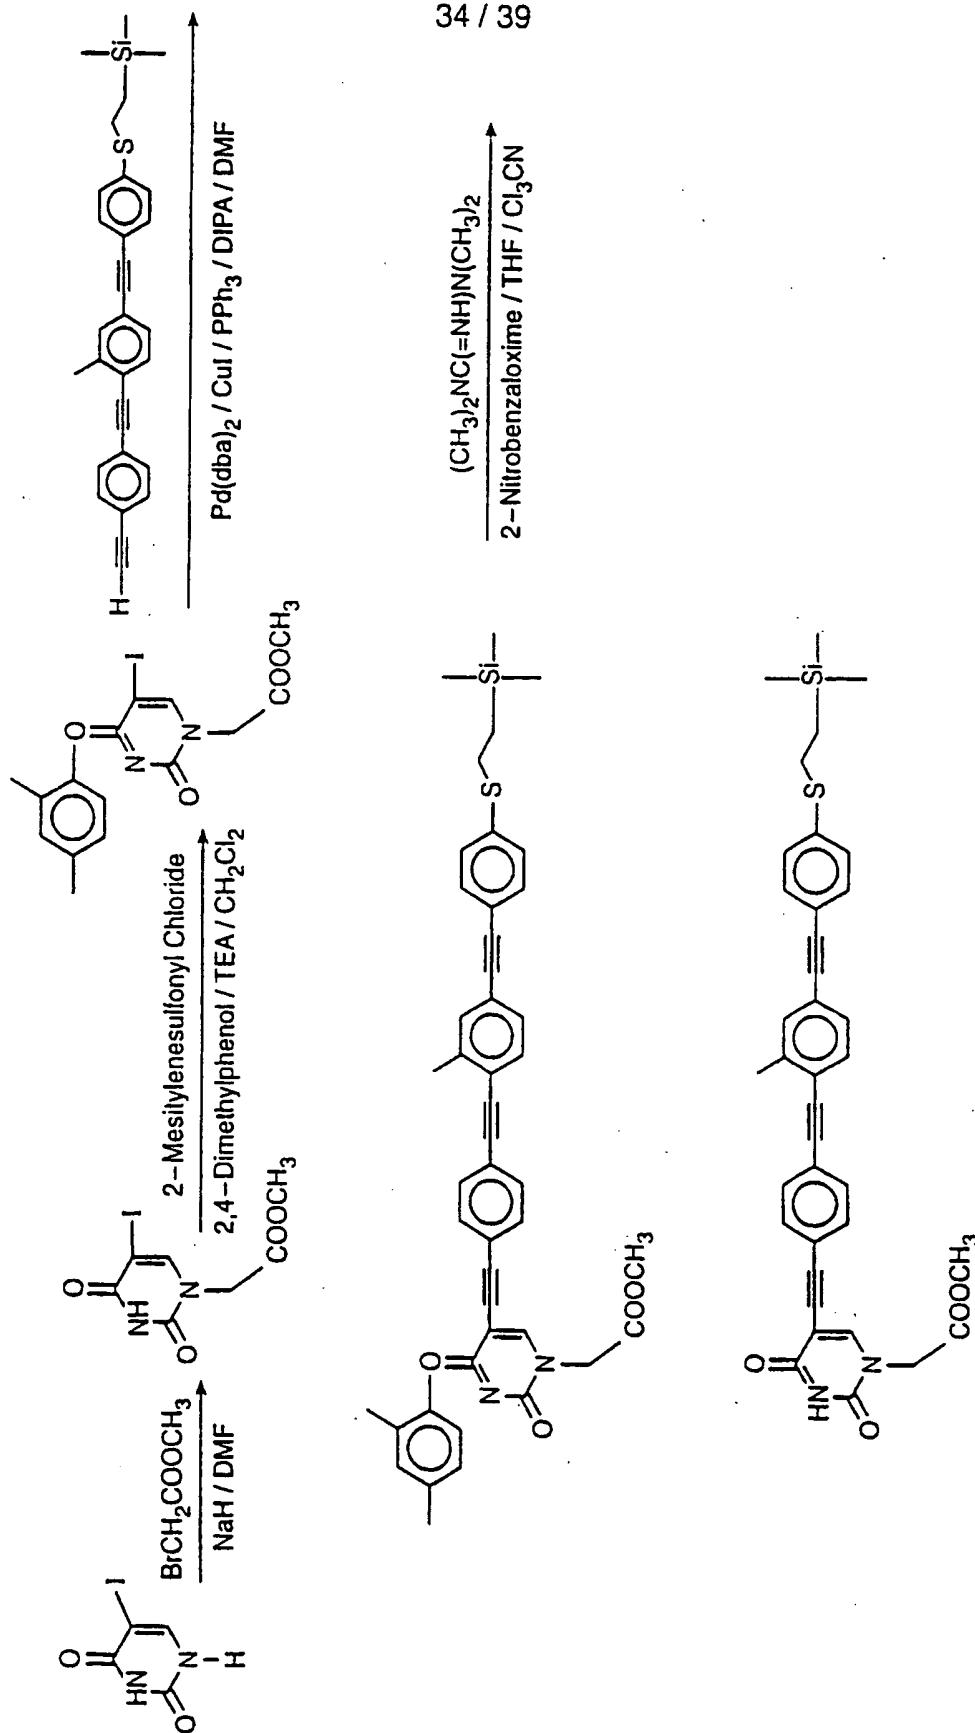 34 / 39
O
HN
I
O
N
H
BrCH2COOCH3
NaH / DMF
O
NH
I
O
N
COOCH3
2-Mesitylenesulfonyl Chloride
2,4-Dimethylphenol / TEA / CH2Cl2
O
N
I
O
N
COOCH3
H
S
Si
Pd(dba)2 / CuI / PPh3 / DIPA / DMF
O
N
O
N
COOCH3
S
Si
(CH3)2NC(=NH)N(CH3)2
2-Nitrobenzaloxime / THF / Cl3CN
O
HN
O
N
COOCH3
S
Si